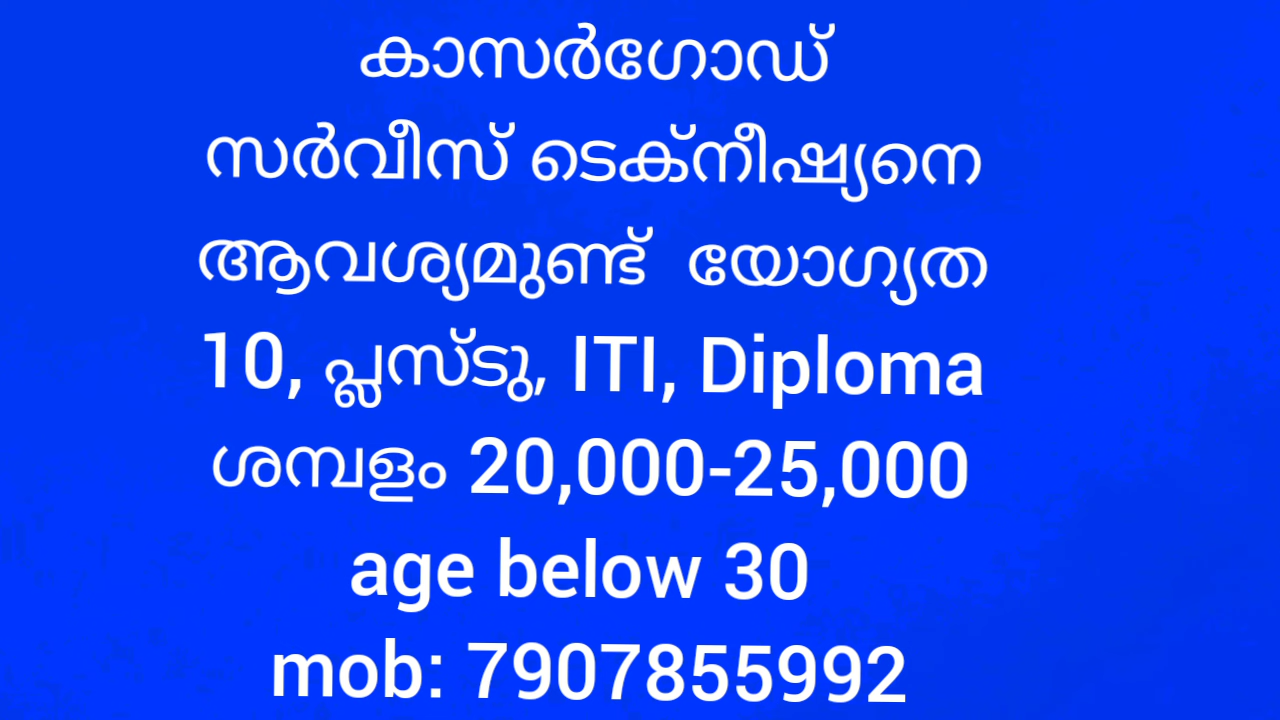 കാസർഗോഡ്
സർവീസ് ടെക്നീഷ്യനെ
ആവശ്യമുണ്ട് യോഗ്യത
10, പ്ലസ്ടു, ITI, Diploma
ശമ്പളം 20,000-25,000
age below 30
mob: 7907855992